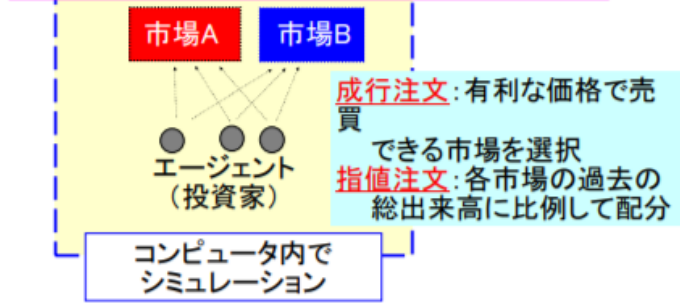 市場A
市場B
成行注文:有利な価格で売
買
できる市場を選択
指値注文:各市場の過去の
総出来高に比例して配分
エージェント
(投資家)
コンピュータ内で
シミュレーション